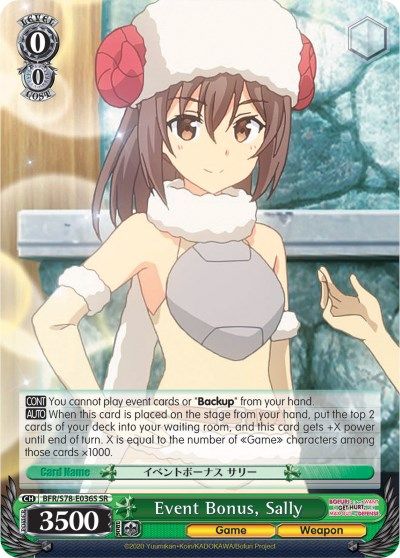 LEVEL
0
0
COST
CONT You cannot play event cards or "Backup" from your hand.
AUTO When this card is placed on the stage from your hand, put the top 2
cards of your deck into your waiting room, and this card gets +X power
until end of turn. X is equal to the number of «Game» characters among
those cards ×1000.
Card Name
イベントボーナス サリー
CH BFR/S78-E036S SR
3500
Event Bonus, Sally
Game
Weapon
©2020 Yuumikan・Koin/KADOKAWA/Bofuri Project